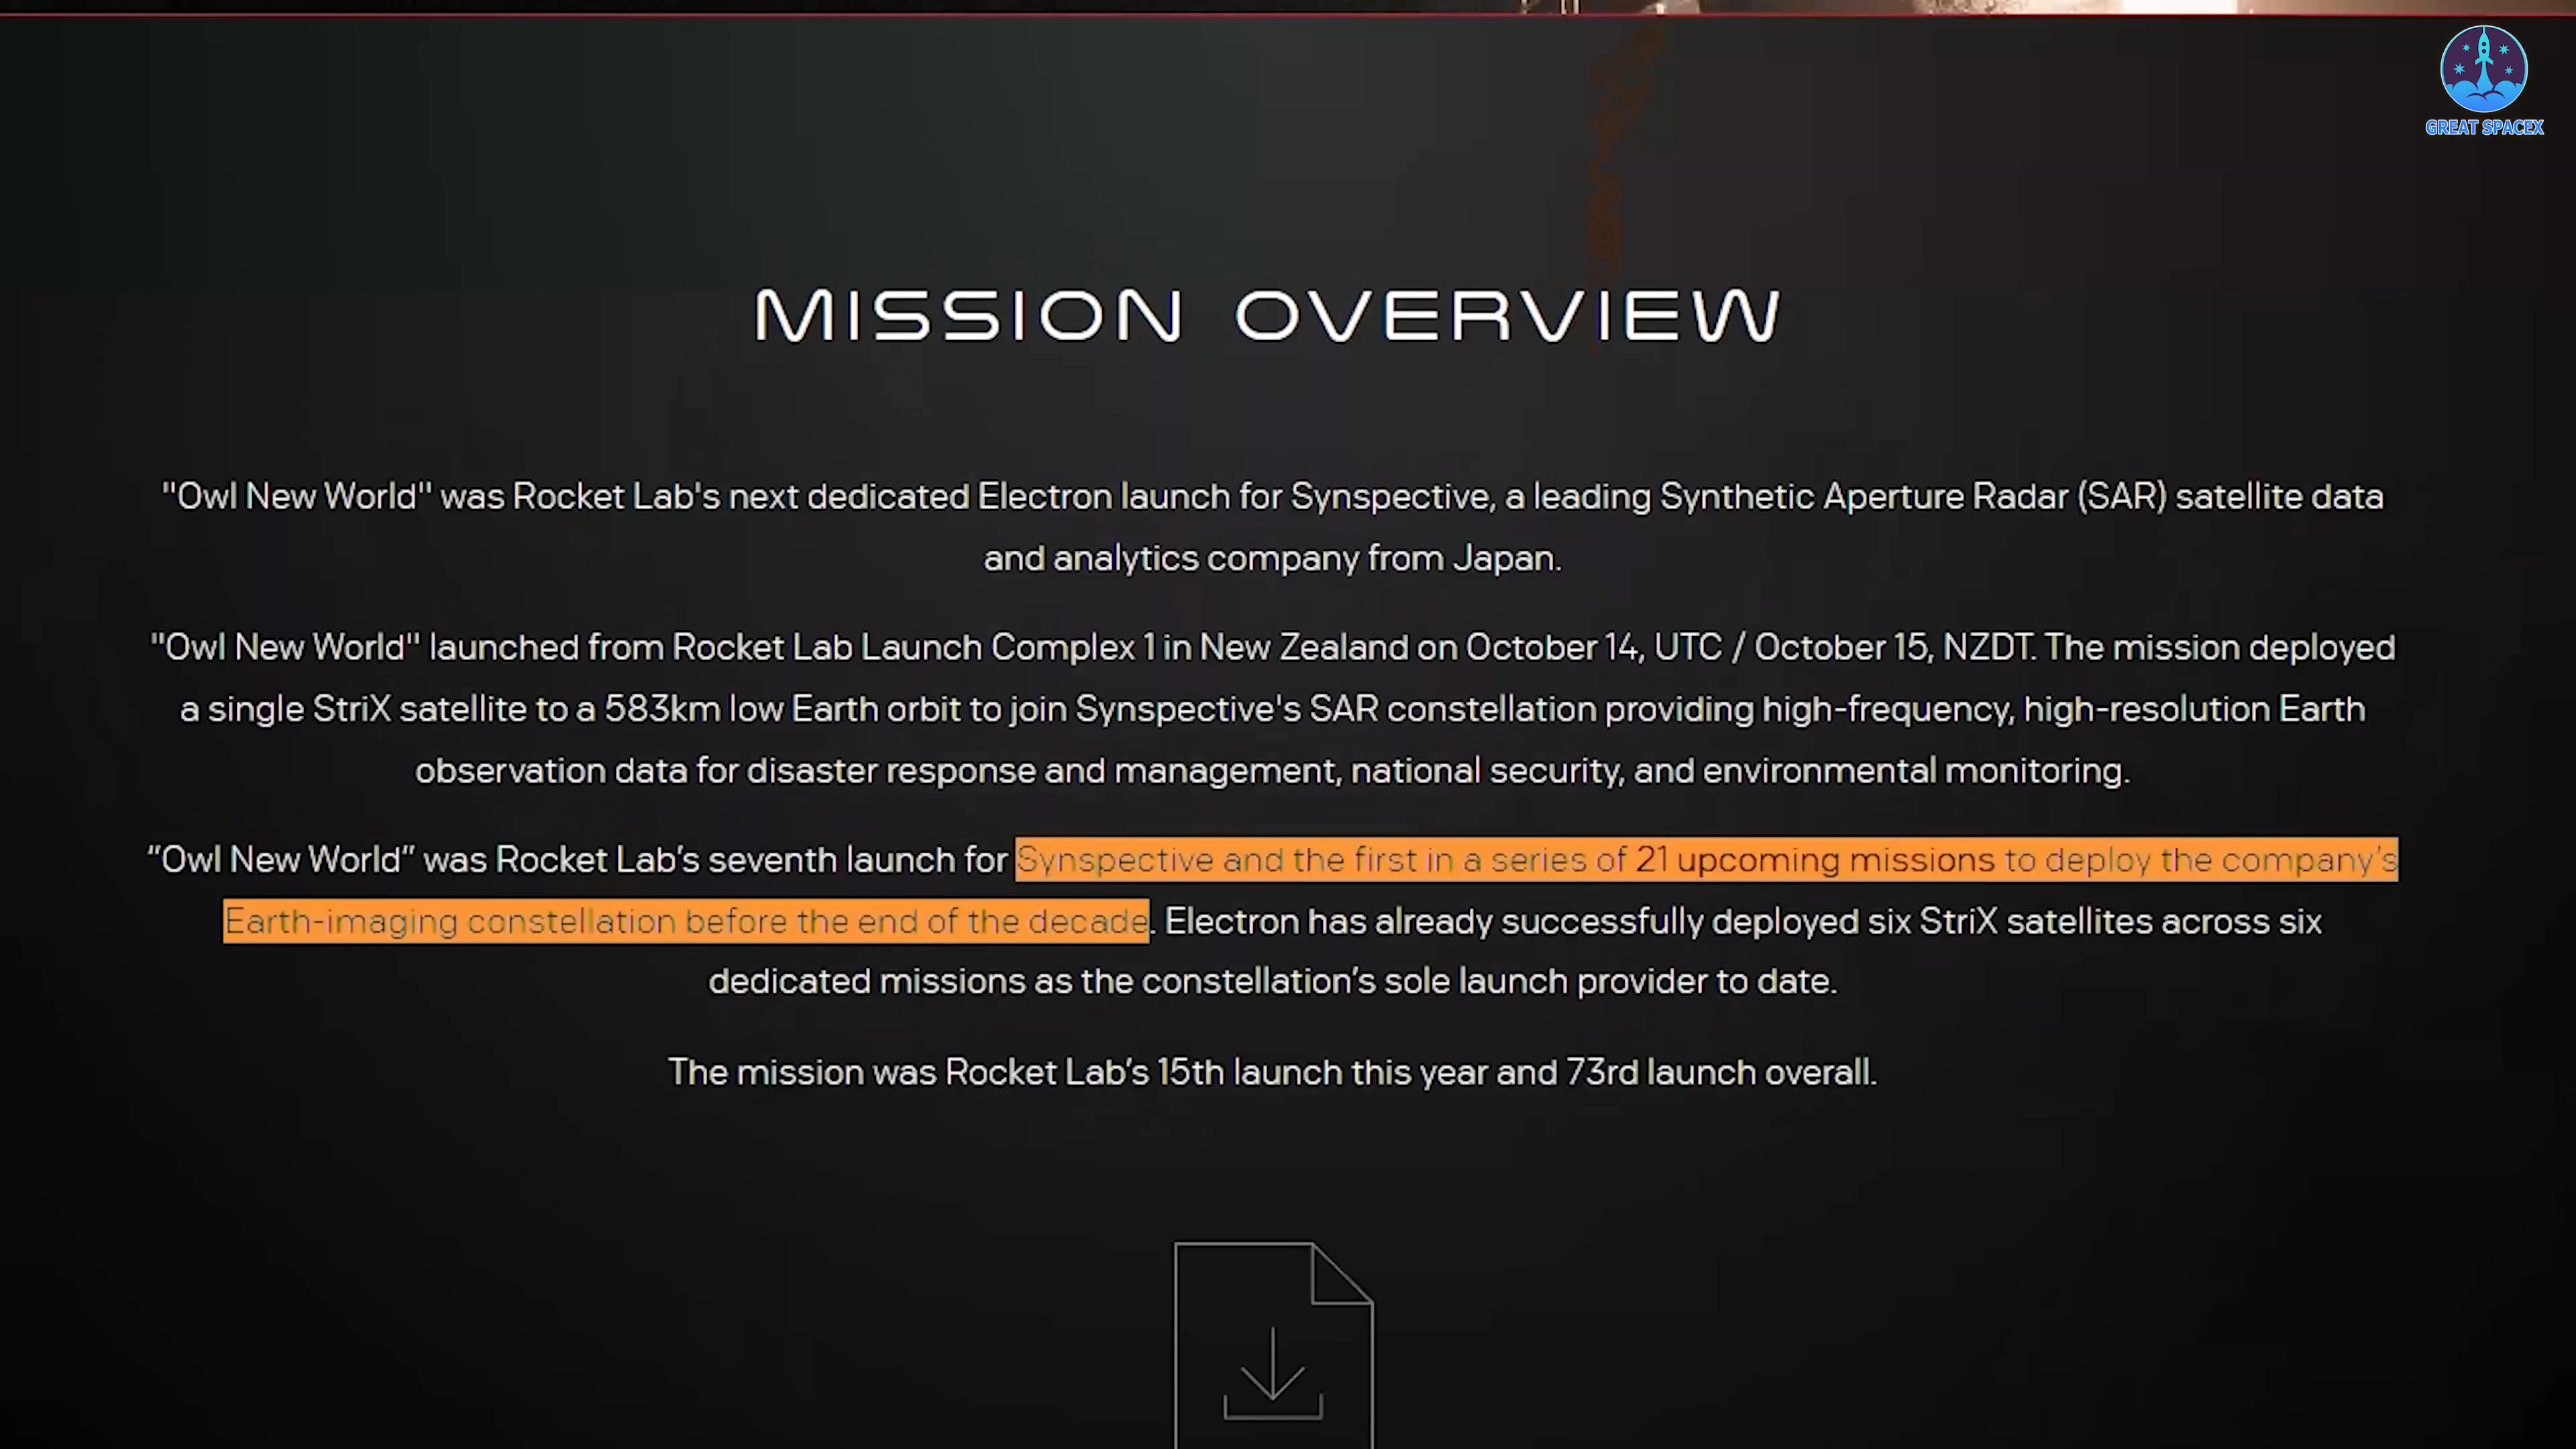 GREAT SPACEX
MISSION OVERVIEW
"Owl New World" was Rocket Lab's next dedicated Electron launch for Synspective, a leading Synthetic Aperture Radar (SAR) satellite data
and analytics company from Japan.
"Owl New World" launched from Rocket Lab Launch Complex 1 in New Zealand on October 14, UTC / October 15, NZDT. The mission deployed
a single StriX satellite to a 583km low Earth orbit to join Synspective's SAR constellation providing high-frequency, high-resolution Earth
observation data for disaster response and management, national security, and environmental monitoring.
“Owl New World” was Rocket Lab’s seventh launch for Synspective and the first in a series of 21 upcoming missions to deploy the company’s
Earth-imaging constellation before the end of the decade. Electron has already successfully deployed six StriX satellites across six
dedicated missions as the constellation’s sole launch provider to date.
The mission was Rocket Lab’s 15th launch this year and 73rd launch overall.